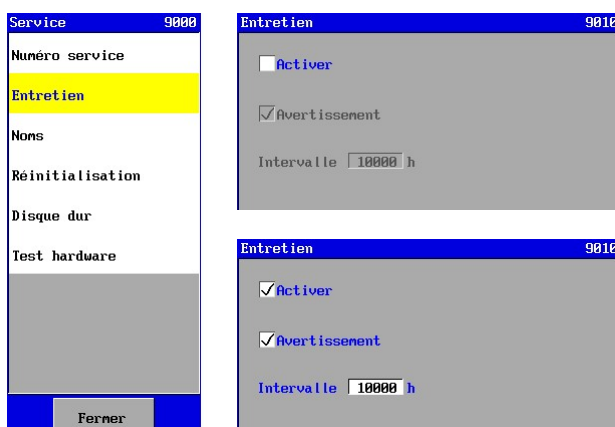 Service 9000
Numéro service
Entretien
Noms
Réinitialisation
Disque dur
Test hardware
Fermer
Entretien 9010
Activer
Avertissement
Intervalle 10000 h
Entretien 9010
Activer
Avertissement
Intervalle 10000 h